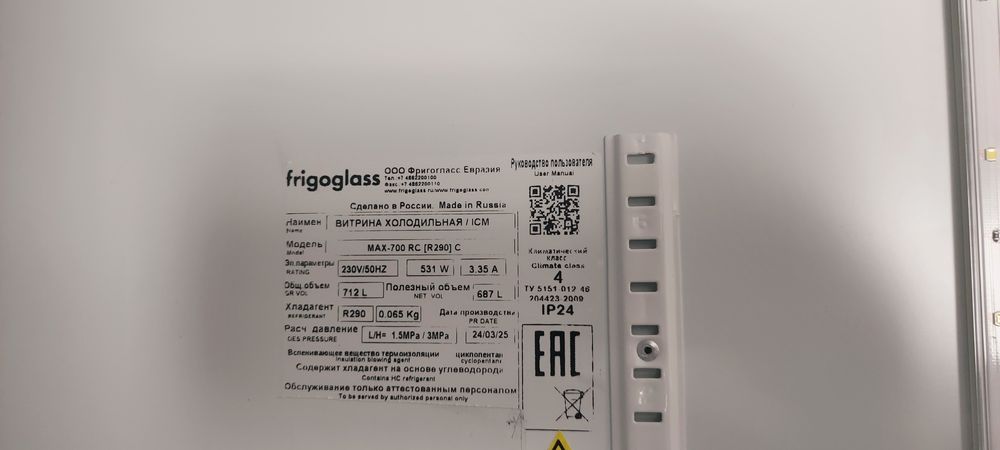 frigoglass
ООО Фригогласс Евразия
Тел. +7 4862200100
Факс. +7 4862200110
www.frigoglass.ru www.frigoglass.com
Сделано в России. Made in Russia
Наимен ВИТРИНА ХОЛОДИЛЬНАЯ / ICM
Name
Модель MAX-700 RC [R290] C
Model
Эл.параметры 230V/50HZ 531 W 3.35 A
RATING
Общ объем 712 L Полезный объем 687 L
GR VOL NET VOL
Хладагент R290 0.065 Kg Дата производства
REFRIGERANT PR DATE
Расч давление L/H= 1.5MPa / 3MPa 24/03/25
DES PRESSURE
Вспенивающее вещество термоизоляции циклопентан
Insulation blowing agent cyclopentane
Содержит хладагент на основе углеводорода
Contains HC refrigerant
Обслуживание только аттестованным персоналом
To be served by authorized personal only
Руководство пользователя
User Manual
Климатический
класс
Climate class
4
ТУ 5151 012 46
204423 2009
IP24
EAC